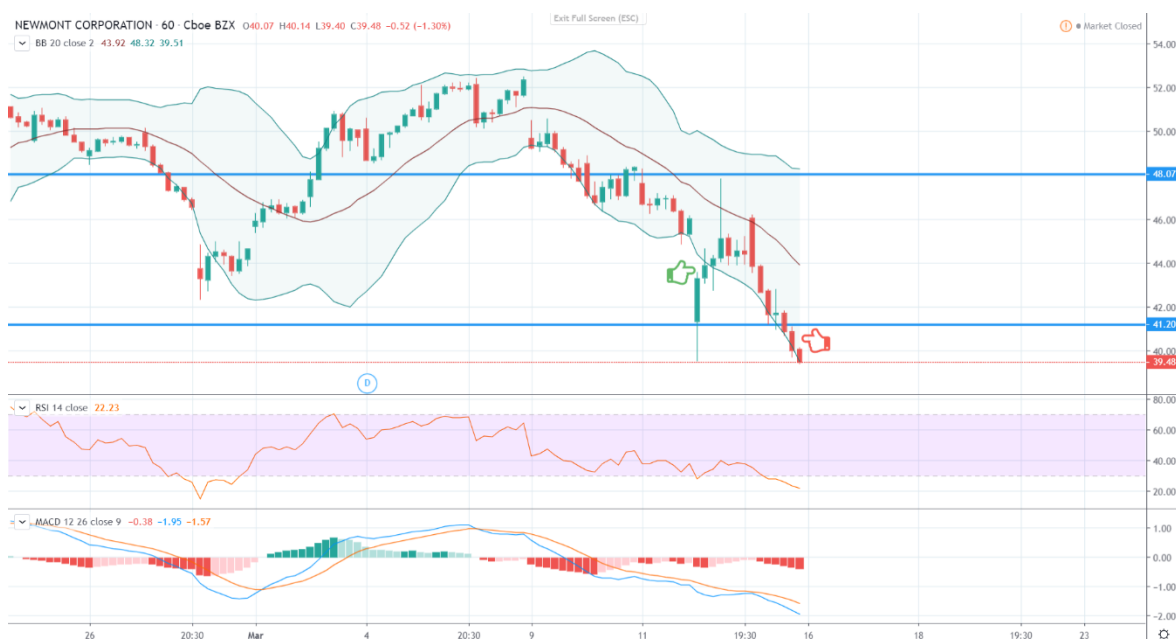 Exit Full Screen (ESC)
NEWMONT CORPORATION · 60 · Cboe BZX O40.07 H40.14 L39.40 C39.48 −0.52 (−1.30%)
Market Closed
BB 20 close 2 43.92 48.32 39.51
54.00
52.00
50.00
48.07
46.00
44.00
42.00
41.20
40.00
39.48
D
RSI 14 close 22.23
80.00
60.00
40.00
20.00
MACD 12 26 close 9 −0.38 −1.95 −1.57
1.00
0.00
−1.00
−2.00
26 20:30 Mar 4 20:30 9 11 19:30 16 18 19:30 23